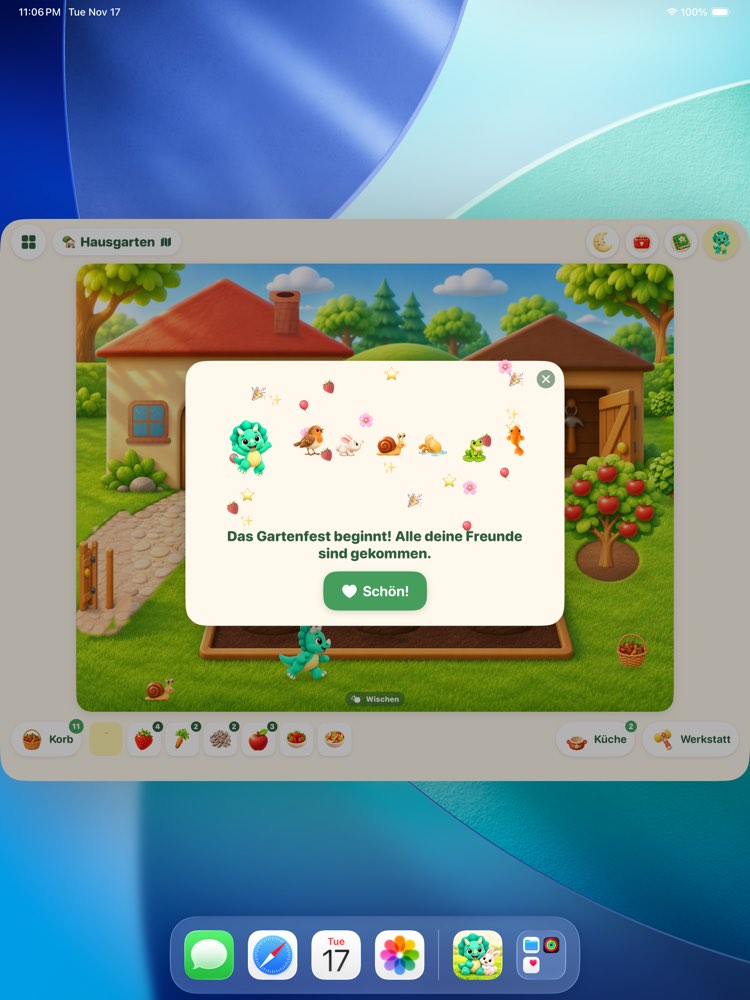 11:06 PM Tue Nov 17
100%
Hausgarten
Das Gartenfest beginnt! Alle deine Freunde
sind gekommen.
Schön!
Wischen
Korb
11
4
2
2
3
Küche
2
Werkstatt
Tue
17